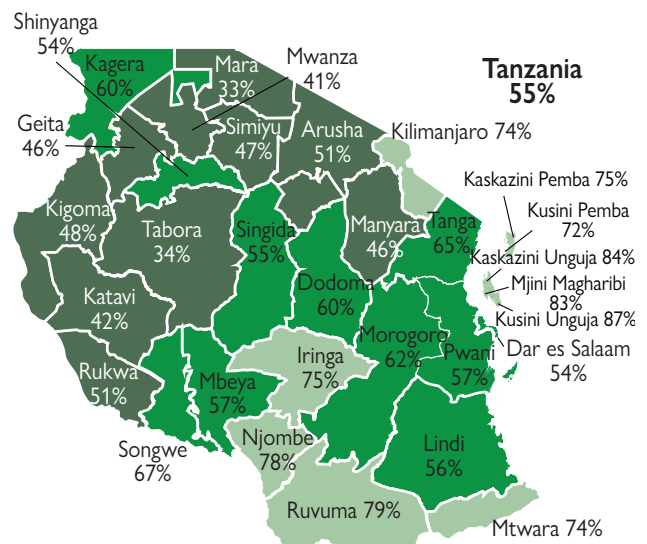 Shinyanga
54%
Kagera
60%
Mara
33%
Mwanza
41%
Tanzania
55%
Geita
46%
Simiyu
47%
Arusha
51%
Kilimanjaro 74%
Kaskazini Pemba 75%
Kusini Pemba
72%
Kigoma
48%
Tabora
34%
Singida
55%
Manyara
46%
Tanga
65%
Kaskazini Unguja 84%
Mjini Magharibi
83%
Kusini Unguja 87%
Katavi
42%
Dodoma
60%
Morogoro
62%
Pwani
57%
Dar es Salaam
54%
Rukwa
51%
Mbeya
57%
Iringa
75%
Songwe
67%
Njombe
78%
Lindi
56%
Ruvuma 79%
Mtwara 74%